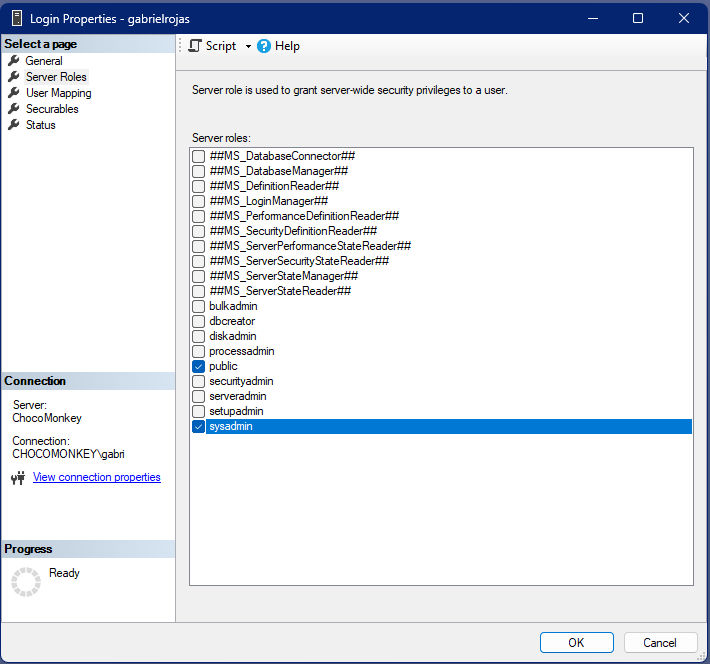 Login Properties - gabrielrojas
Select a page
General
Server Roles
User Mapping
Securables
Status
Script
Help
Server role is used to grant server-wide security privileges to a user.
Server roles:
##MS_DatabaseConnector##
##MS_DatabaseManager##
##MS_DefinitionReader##
##MS_LoginManager##
##MS_PerformanceDefinitionReader##
##MS_SecurityDefinitionReader##
##MS_ServerPerformanceStateReader##
##MS_ServerSecurityStateReader##
##MS_ServerStateManager##
##MS_ServerStateReader##
bulkadmin
dbcreator
diskadmin
processadmin
public
securityadmin
serveradmin
setupadmin
sysadmin
Connection
Server:
ChocoMonkey
Connection:
CHOCOMONKEY\gabri
View connection properties
Progress
Ready
OK
Cancel